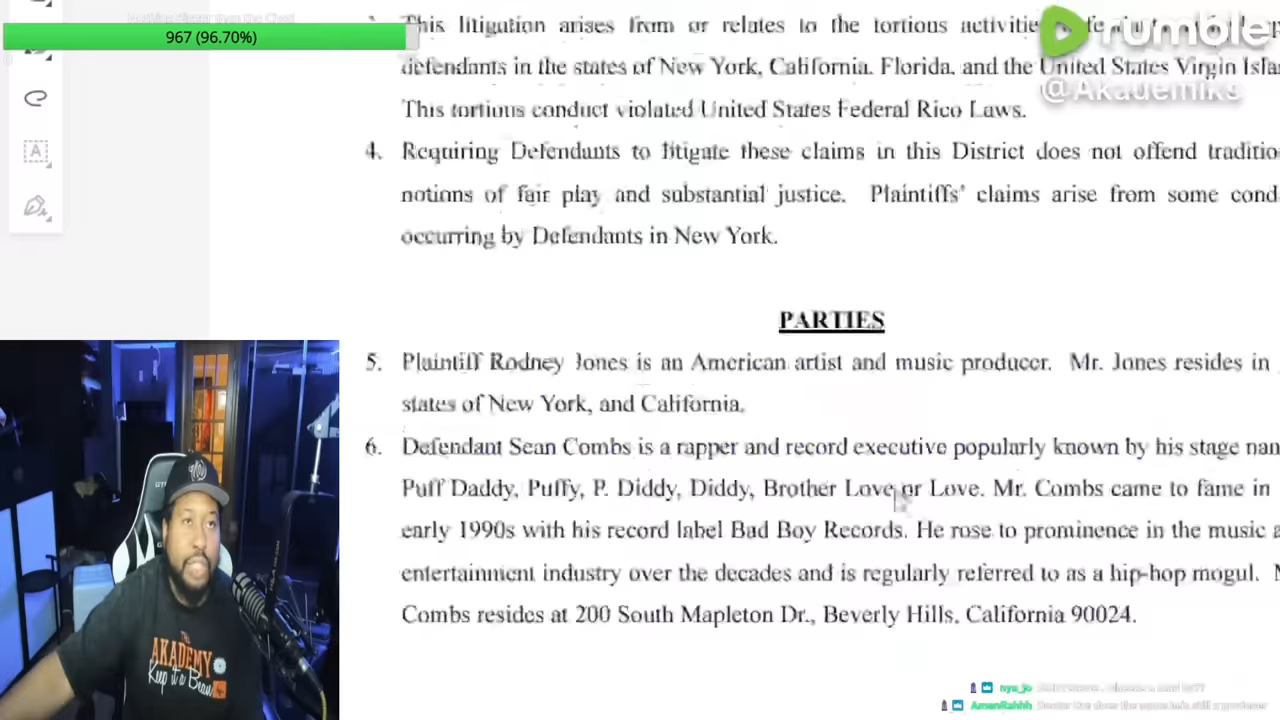 967 (96.70%)
rumble
@Akademiks
This litigation arises from or relates to the tortious
defendants in the states of New York, California, Florida, and the United States Virgin
This tortious conduct violated United States Federal Rico Laws.
4. Requiring Defendants to litigate these claims in this District does not offend traditio
notions of fair play and substantial justice. Plaintiffs' claims arise from some cond
occurring by Defendants in New York.
PARTIES
5. Plaintiff Rodney Jones is an American artist and music producer. Mr. Jones resides in
states of New York, and California.
6. Defendant Sean Combs is a rapper and record executive popularly known by his stage nan
Puff Daddy, Puffy, P. Diddy, Diddy, Brother Love or Love. Mr. Combs came to fame in
early 1990s with his record label Bad Boy Records. He rose to prominence in the music a
entertainment industry over the decades and is regularly referred to as a hip-hop mogul.
Combs resides at 200 South Mapleton Dr., Beverly Hills, California 90024.
A
THE
AKADEMY
Keep it a Bean
nyu_jo
AmenRahhh